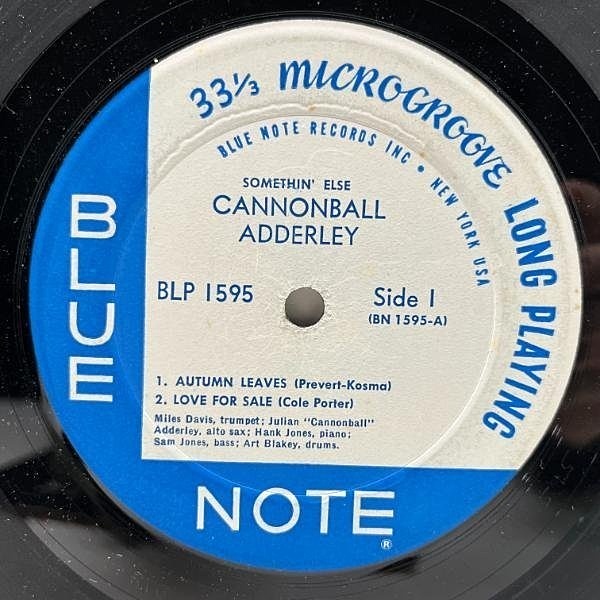 33⅓ MICROGROOVE LONG PLAYING
BLUE NOTE RECORDS INC • NEW YORK USA
SOMETHIN' ELSE
CANNONBALL
ADDERLEY
BLP 1595
Side 1
(BN 1595-A)
1. AUTUMN LEAVES (Prevert-Kosma)
2. LOVE FOR SALE (Cole Porter)
Miles Davis, trumpet; Julian "Cannonball"
Adderley, alto sax; Hank Jones, piano;
Sam Jones, bass; Art Blakey, drums.
BLUE
NOTE
®